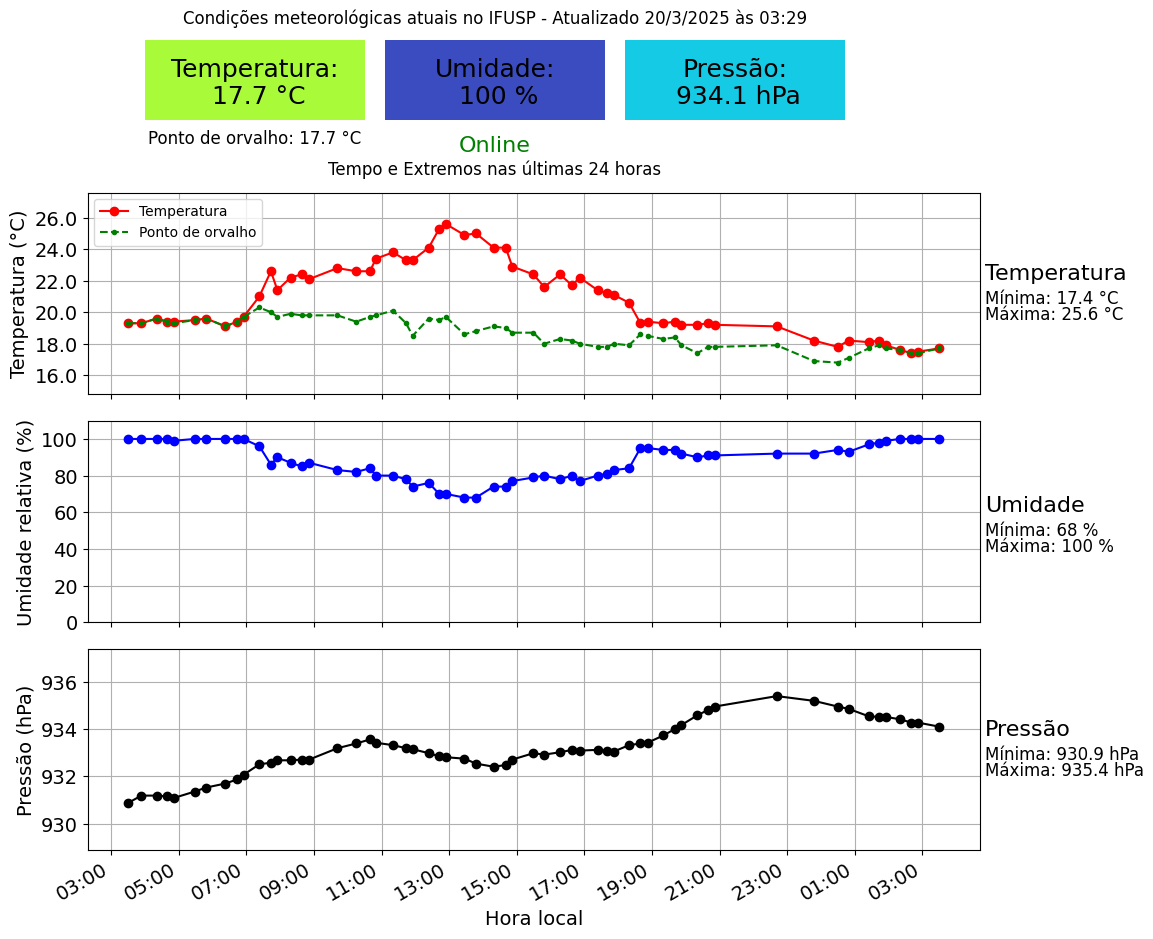 Condições meteorológicas atuais no IFUSP - Atualizado 20/3/2025 às 03:29
Temperatura:
17.7 °C
Umidade:
100 %
Pressão:
934.1 hPa
Ponto de orvalho: 17.7 °C
Online
Tempo e Extremos nas últimas 24 horas
Temperatura (°C)
26.0
24.0
22.0
20.0
18.0
16.0
Temperatura
Ponto de orvalho
Temperatura
Mínima: 17.4 °C
Máxima: 25.6 °C
Umidade relativa (%)
100
80
60
40
20
0
Umidade
Mínima: 68 %
Máxima: 100 %
Pressão (hPa)
936
934
932
930
Pressão
Mínima: 930.9 hPa
Máxima: 935.4 hPa
03:00
05:00
07:00
09:00
11:00
13:00
15:00
17:00
19:00
21:00
23:00
01:00
03:00
Hora local